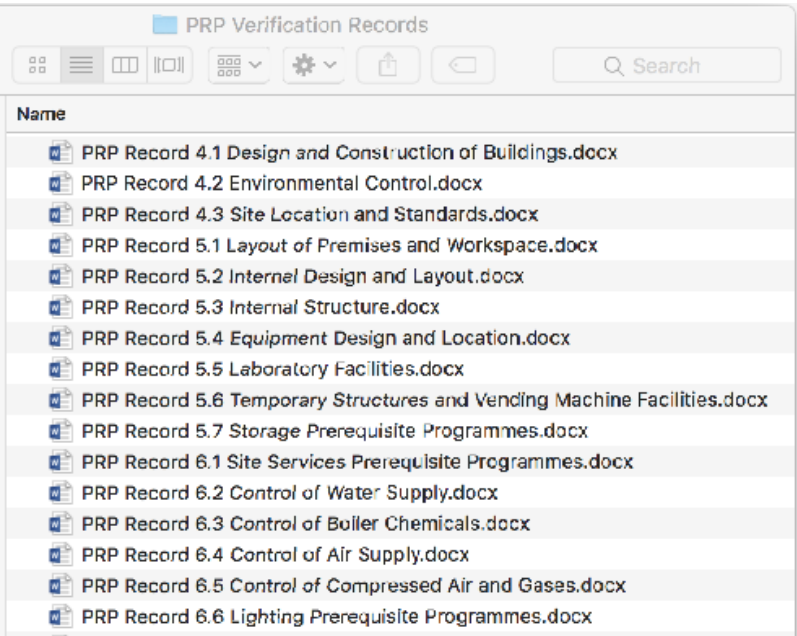 PRP Verification Records
Search
Name
PRP Record 4.1 Design and Construction of Buildings.docx
PRP Record 4.2 Environmental Control.docx
PRP Record 4.3 Site Location and Standards.docx
PRP Record 5.1 Layout of Premises and Workspace.docx
PRP Record 5.2 Internal Design and Layout.docx
PRP Record 5.3 Internal Structure.docx
PRP Record 5.4 Equipment Design and Location.docx
PRP Record 5.5 Laboratory Facilities.docx
PRP Record 5.6 Temporary Structures and Vending Machine Facilities.docx
PRP Record 5.7 Storage Prerequisite Programmes.docx
PRP Record 6.1 Site Services Prerequisite Programmes.docx
PRP Record 6.2 Control of Water Supply.docx
PRP Record 6.3 Control of Boiler Chemicals.docx
PRP Record 6.4 Control of Air Supply.docx
PRP Record 6.5 Control of Compressed Air and Gases.docx
PRP Record 6.6 Lighting Prerequisite Programmes.docx